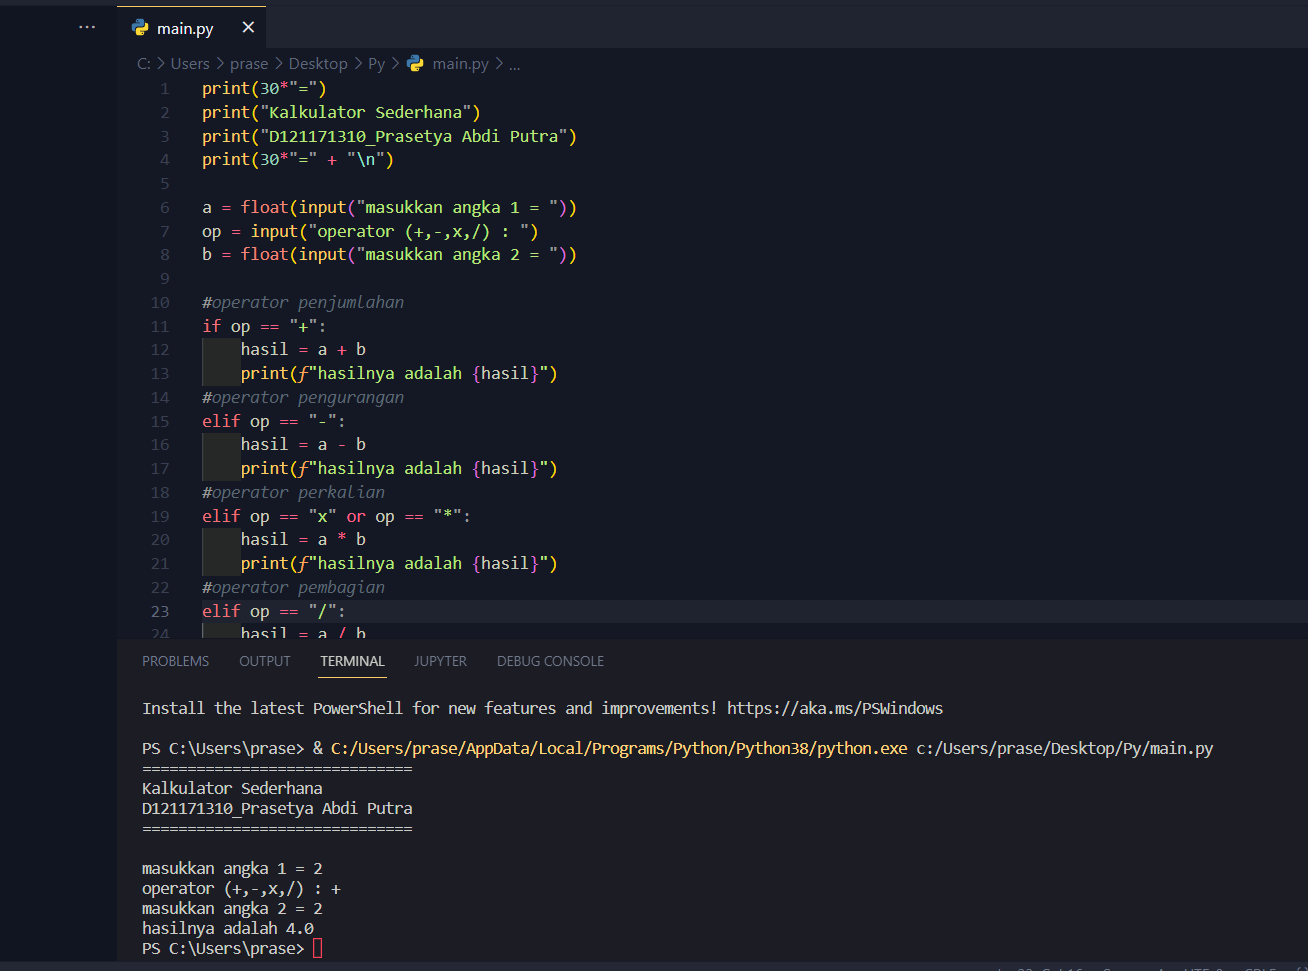 ...
main.py
C: > Users > prase > Desktop > Py > main.py > ...
1 print(30*"=")
2 print("Kalkulator Sederhana")
3 print("D121171310_Prasetya Abdi Putra")
4 print(30*"=" + "\n")
5
6 a = float(input("masukkan angka 1 = "))
7 op = input("operator (+,-,x,/) : ")
8 b = float(input("masukkan angka 2 = "))
9
10 #operator penjumlahan
11 if op == "+":
12     hasil = a + b
13     print(f"hasilnya adalah {hasil}")
14 #operator pengurangan
15 elif op == "-":
16     hasil = a - b
17     print(f"hasilnya adalah {hasil}")
18 #operator perkalian
19 elif op == "x" or op == "*":
20     hasil = a * b
21     print(f"hasilnya adalah {hasil}")
22 #operator pembagian
23 elif op == "/":
24     hasil = a / b
PROBLEMS OUTPUT TERMINAL JUPYTER DEBUG CONSOLE
Install the latest PowerShell for new features and improvements! https://aka.ms/PSWindows
PS C:\Users\prase> & C:/Users/prase/AppData/Local/Programs/Python/Python38/python.exe c:/Users/prase/Desktop/Py/main.py
==============================
Kalkulator Sederhana
D121171310_Prasetya Abdi Putra
==============================
masukkan angka 1 = 2
operator (+,-,x,/) : +
masukkan angka 2 = 2
hasilnya adalah 4.0
PS C:\Users\prase>